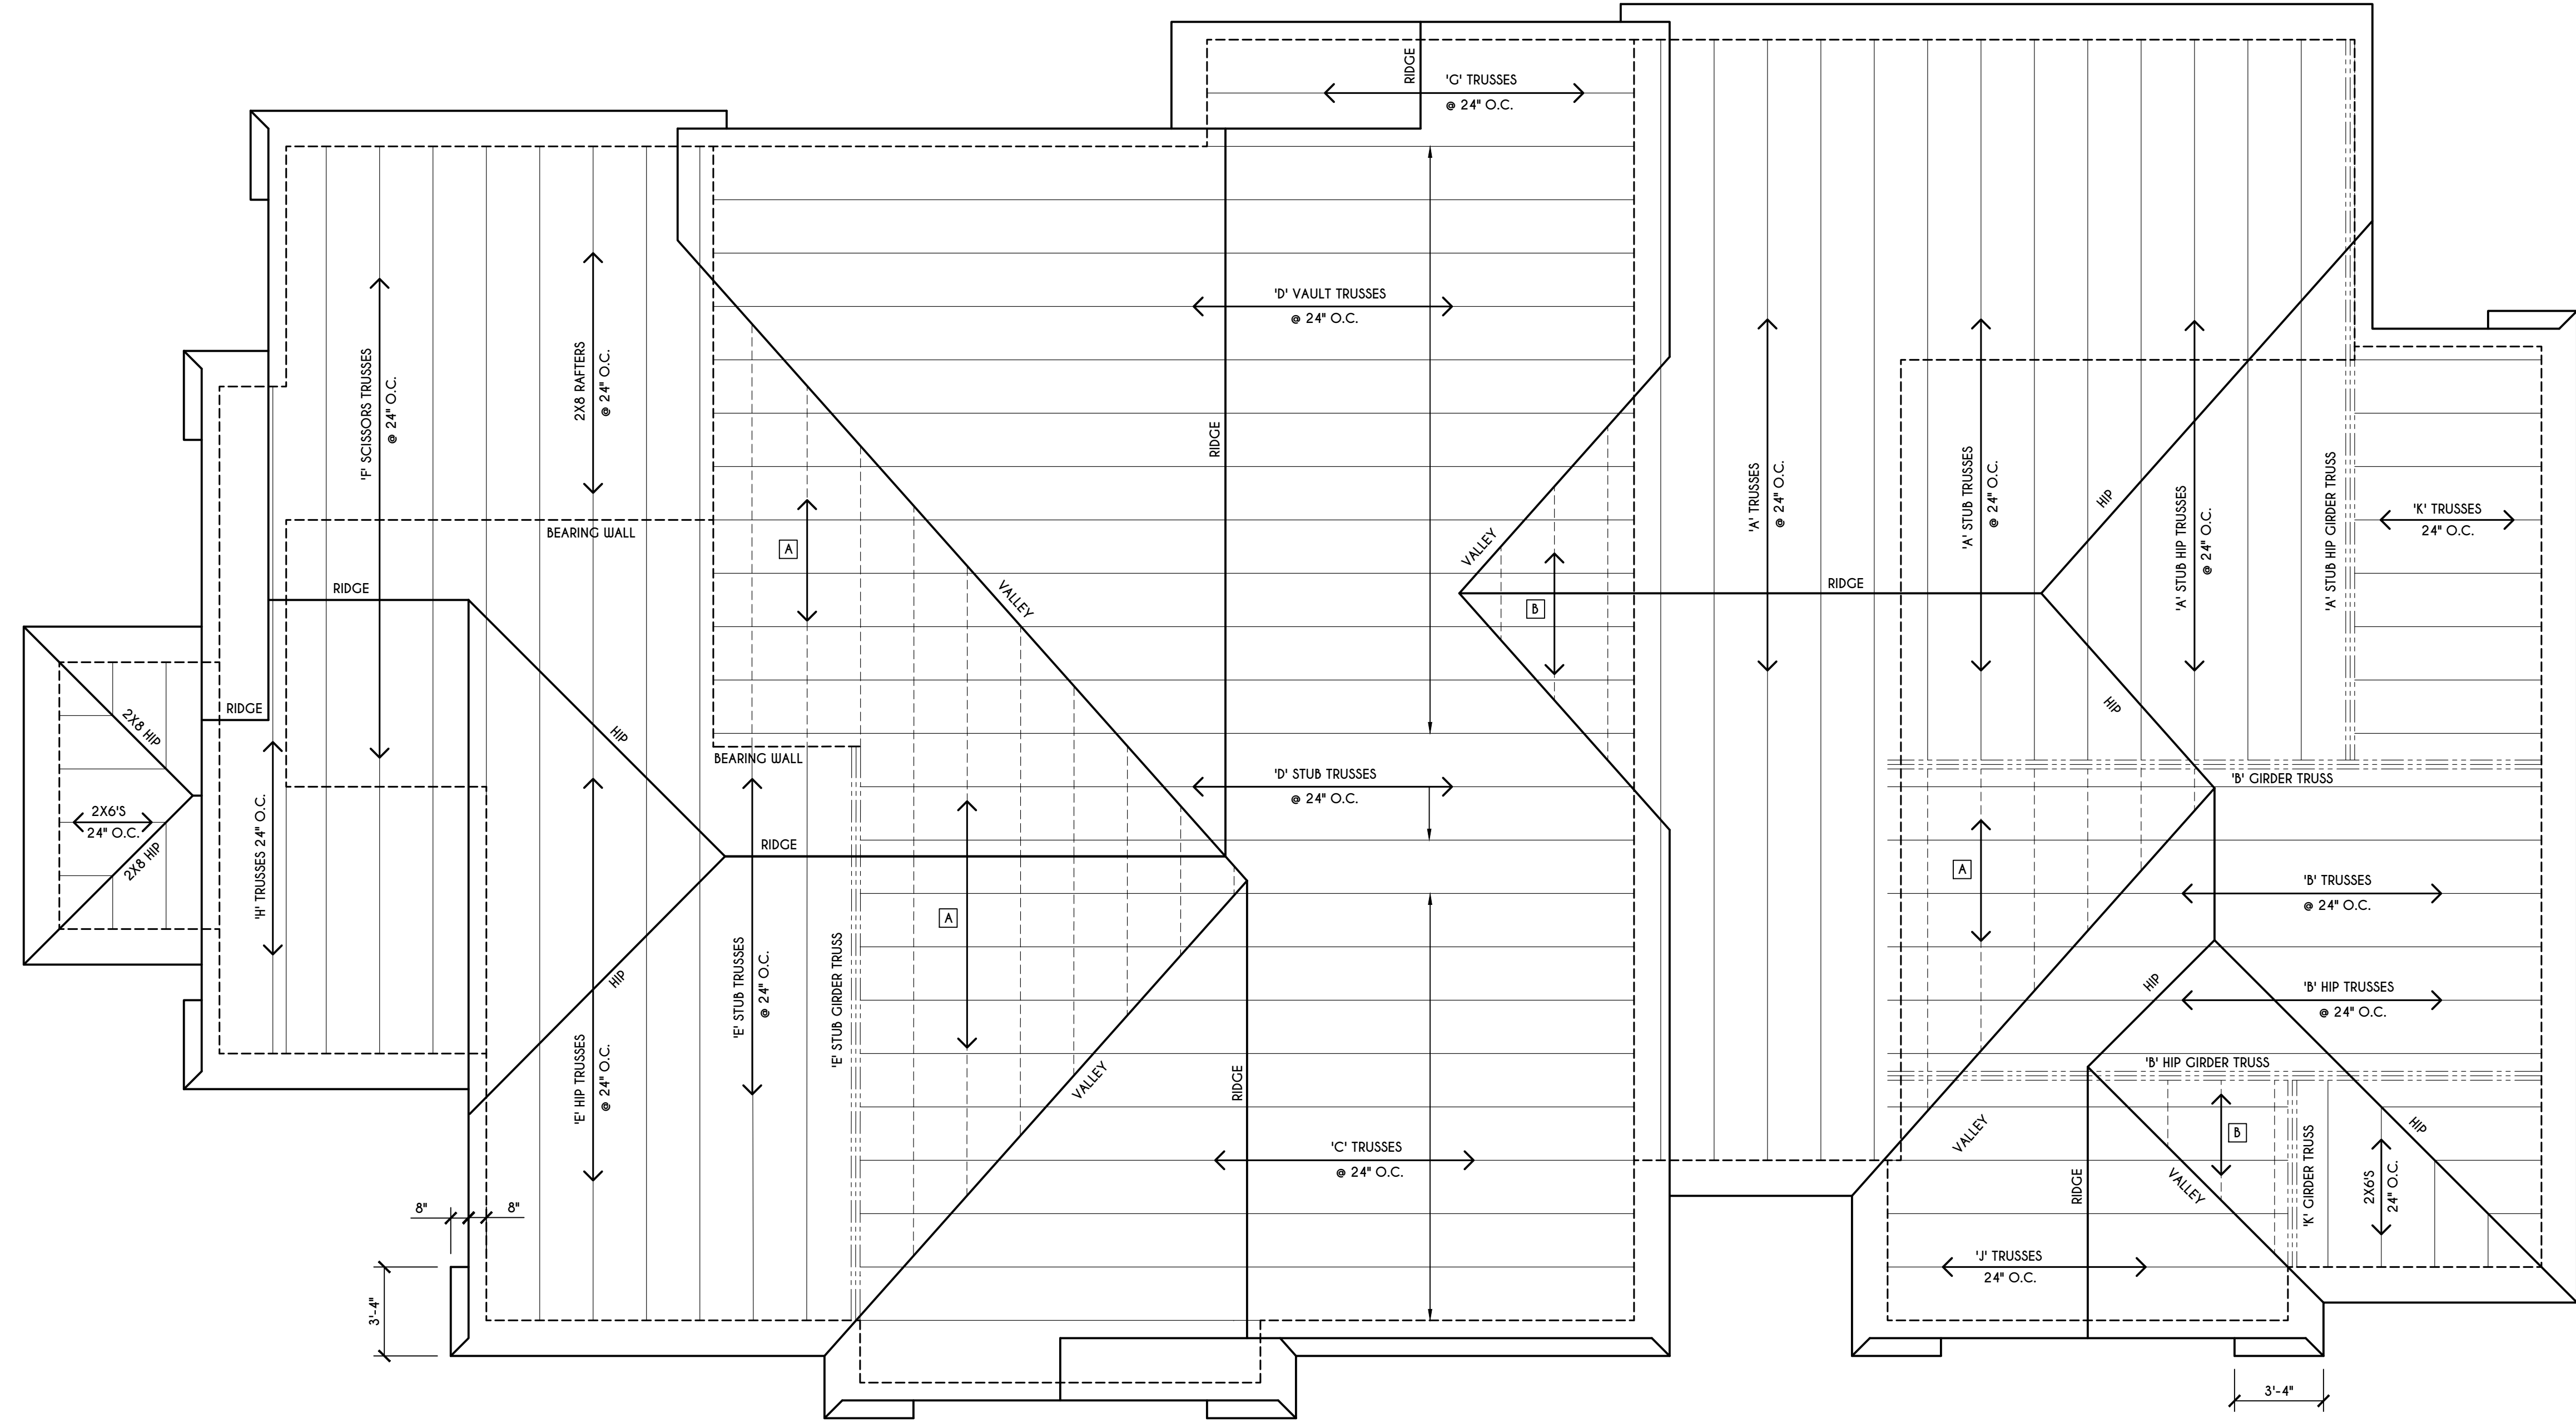 RIDGE
'G' TRUSSES
@ 24" O.C.
'D' VAULT TRUSSES
@ 24" O.C.
'F' SCISSORS TRUSSES
@ 24" O.C.
2X8 RAFTERS
@ 24" O.C.
RIDGE
'A' TRUSSES
@ 24" O.C.
'A' STUB TRUSSES
@ 24" O.C.
HIP
'A' STUB HIP TRUSSES
@ 24" O.C.
'A' STUB HIP GIRDER TRUSS
'K' TRUSSES
24" O.C.
BEARING WALL
A
VALLEY
VALLEY
B
RIDGE
RIDGE
RIDGE
HIP
HIP
2X8 HIP
2X6'S
24" O.C.
2X8 HIP
'H' TRUSSES 24" O.C.
BEARING WALL
'D' STUB TRUSSES
@ 24" O.C.
'B' GIRDER TRUSS
RIDGE
A
'B' TRUSSES
@ 24" O.C.
A
HIP
'E' STUB TRUSSES
@ 24" O.C.
'E' STUB GIRDER TRUSS
HIP
'B' HIP TRUSSES
@ 24" O.C.
'E' HIP TRUSSES
@ 24" O.C.
VALLEY
RIDGE
'B' HIP GIRDER TRUSS
'C' TRUSSES
@ 24" O.C.
VALLEY
B
HIP
'K' GIRDER TRUSS
2X6'S
24" O.C.
RIDGE
VALLEY
8"
8"
'J' TRUSSES
24" O.C.
3'-4"
3'-4"